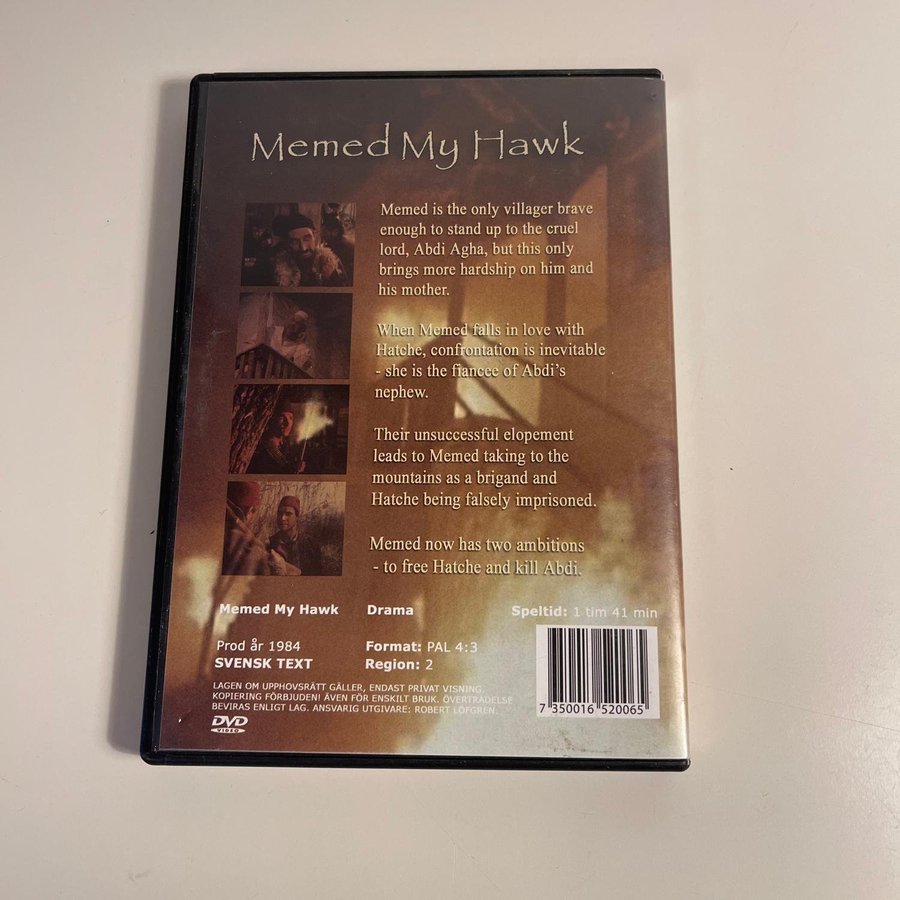 Memed My Hawk
Memed is the only villager brave
enough to stand up to the cruel
lord, Abdi Agha, but this only
brings more hardship on him and
his mother.
When Memed falls in love with
Hatche, confrontation is inevitable
- she is the fiancee of Abdi's
nephew.
Their unsuccessful elopement
leads to Memed taking to the
mountains as a brigand and
Hatche being falsely imprisoned.
Memed now has two ambitions
- to free Hatche and kill Abdi.
Memed My Hawk Drama Speltid: 1 tim 41 min
Prod år 1984 Format: PAL 4:3
SVENSK TEXT Region: 2
LAGEN OM UPPHOVSRÄTT GÄLLER, ENDAST PRIVAT VISNING.
KOPIERING FÖRBJUDEN! ÄVEN FÖR ENSKILT BRUK. ÖVERTRÄDELSE
BEVIRAS ENLIGT LAG. ANSVARIG UTGIVARE: ROBERT LÖFGREN.
DVD
VIDEO
7 350016 520065